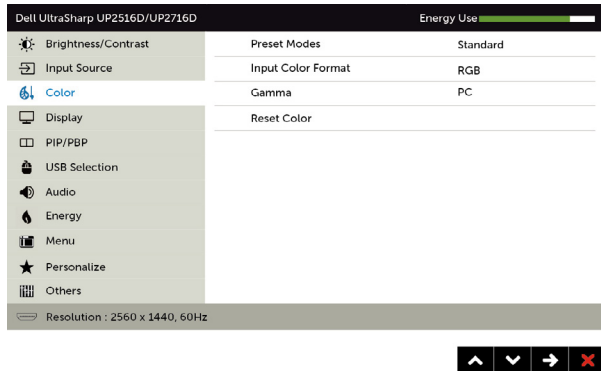 Dell UltraSharp UP2516D/UP2716D Energy Use
Brightness/Contrast
Input Source
Color
Display
PIP/PBP
USB Selection
Audio
Energy
Menu
Personalize
Others
Preset Modes Standard
Input Color Format RGB
Gamma PC
Reset Color
Resolution : 2560 x 1440, 60Hz